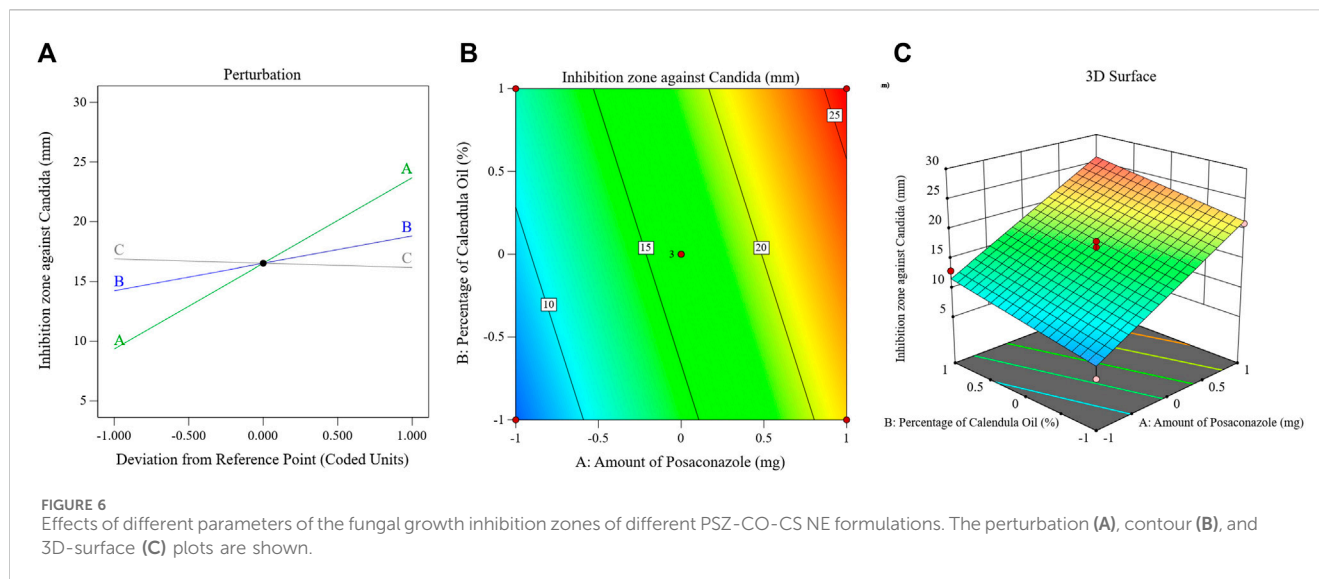 A
Perturbation
Inhibition zone against Candida (mm)
30
25
20
15
10
5
A
B
C
C
B
A
-1.000
-0.500
0.000
0.500
1.000
Deviation from Reference Point (Coded Units)
B
Inhibition zone against Candida (mm)
B: Percentage of Calendula Oil (%)
1
0.5
0
-0.5
-1
25
20
15
10
3
-1
-0.5
0
0.5
1
A: Amount of Posaconazole (mg)
C
3D Surface
m)
Inhibition zone against Candida (mm)
30
25
20
15
10
5
1
0.5
0
-1
-1
0
0.5
1
B: Percentage of Calendula Oil (%)
A: Amount of Posaconazole (mg)
FIGURE 6
Effects of different parameters of the fungal growth inhibition zones of different PSZ-CO-CS NE formulations. The perturbation (A), contour (B), and
3D-surface (C) plots are shown.